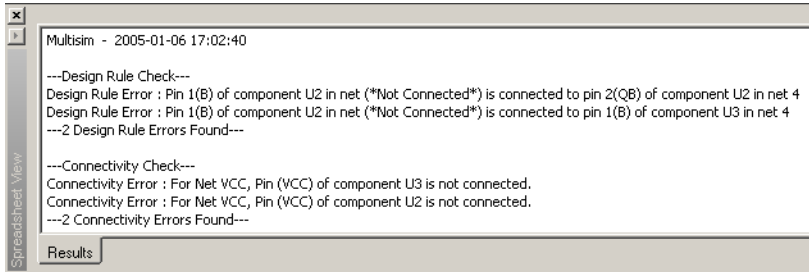 Multisim - 2005-01-06 17:02:40
---Design Rule Check---
Design Rule Error : Pin 1(B) of component U2 in net (*Not Connected*) is connected to pin 2(QB) of component U2 in net 4
Design Rule Error : Pin 1(B) of component U2 in net (*Not Connected*) is connected to pin 1(B) of component U3 in net 4
---2 Design Rule Errors Found---
---Connectivity Check---
Connectivity Error : For Net VCC, Pin (VCC) of component U3 is not connected.
Connectivity Error : For Net VCC, Pin (VCC) of component U2 is not connected.
---2 Connectivity Errors Found---
Results
Spreadsheet View